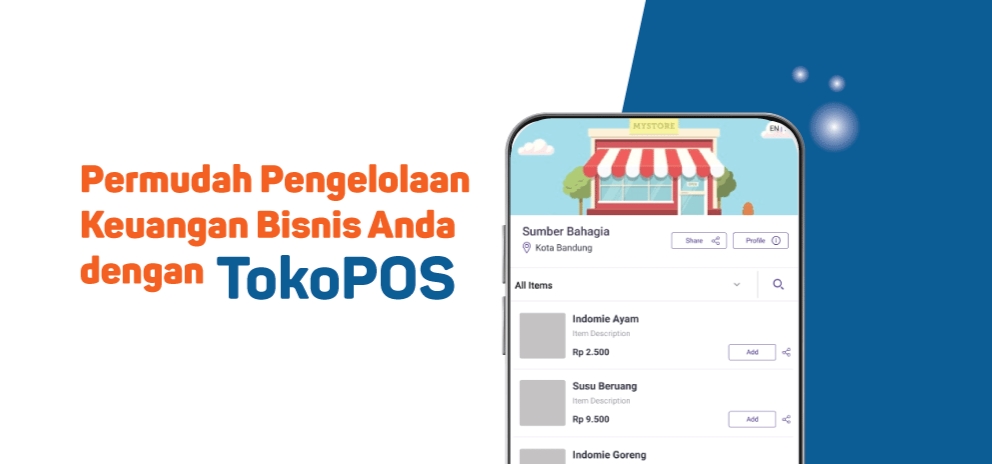 Permudah Pengelolaan
Keuangan Bisnis Anda
dengan TokoPOS
MYSTORE
EN
Sumber Bahagia
Kota Bandung
Share
Profile
All Items
Indomie Ayam
Item Description
Rp 2.500
Add
Susu Beruang
Item Description
Rp 9.500
Add
Indomie Goreng